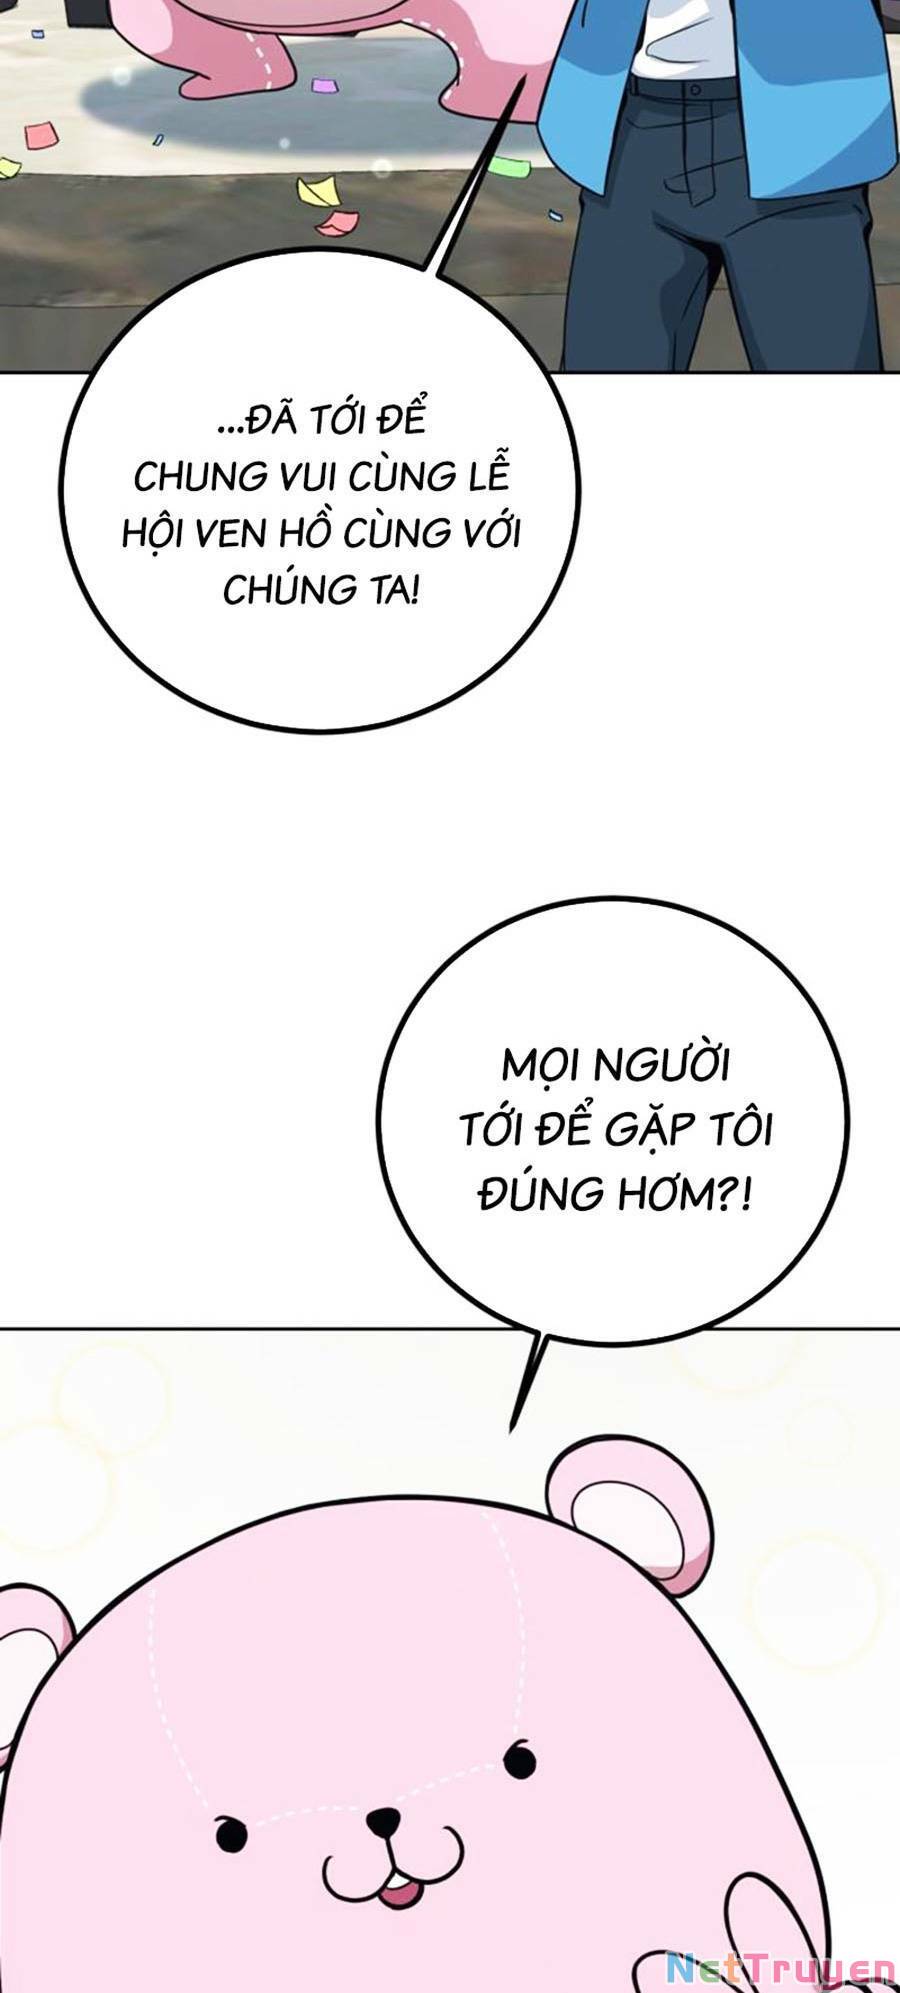 ...ĐÃ TỚI ĐỂ
CHUNG VUI CÙNG LỄ
HỘI VEN HỒ CÙNG VỚI
CHÚNG TA!
MỌI NGƯỜI
TỚI ĐỂ GẶP TÔI
ĐÚNG HƠM?!
NetTruyen